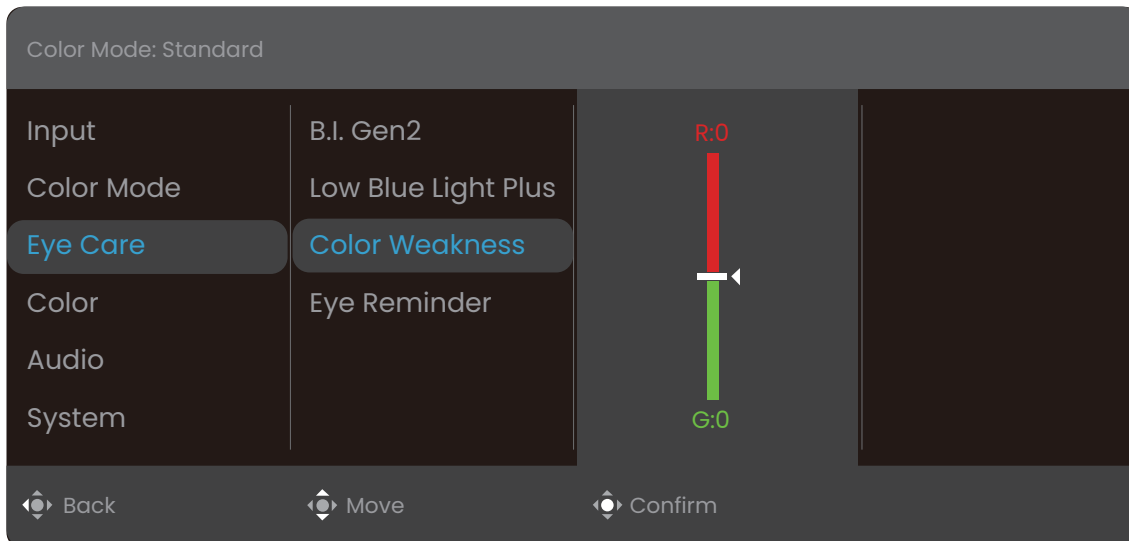 Color Mode: Standard
Input
Color Mode
Eye Care
Color
Audio
System
B.I. Gen2
Low Blue Light Plus
Color Weakness
Eye Reminder
R:0
G:0
Back
Move
Confirm